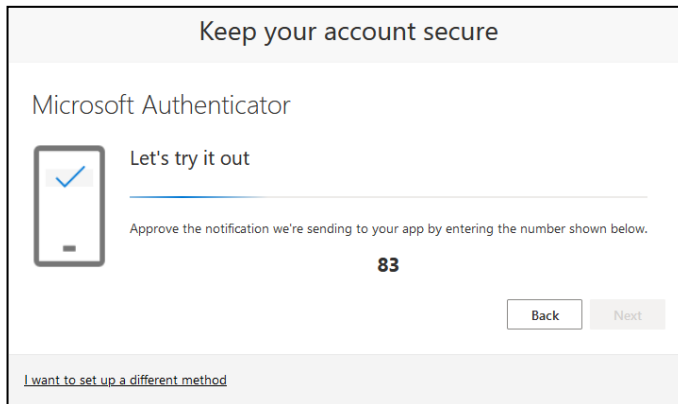 Keep your account secure
Microsoft Authenticator
Let's try it out
Approve the notification we're sending to your app by entering the number shown below.
83
Back
Next
I want to set up a different method